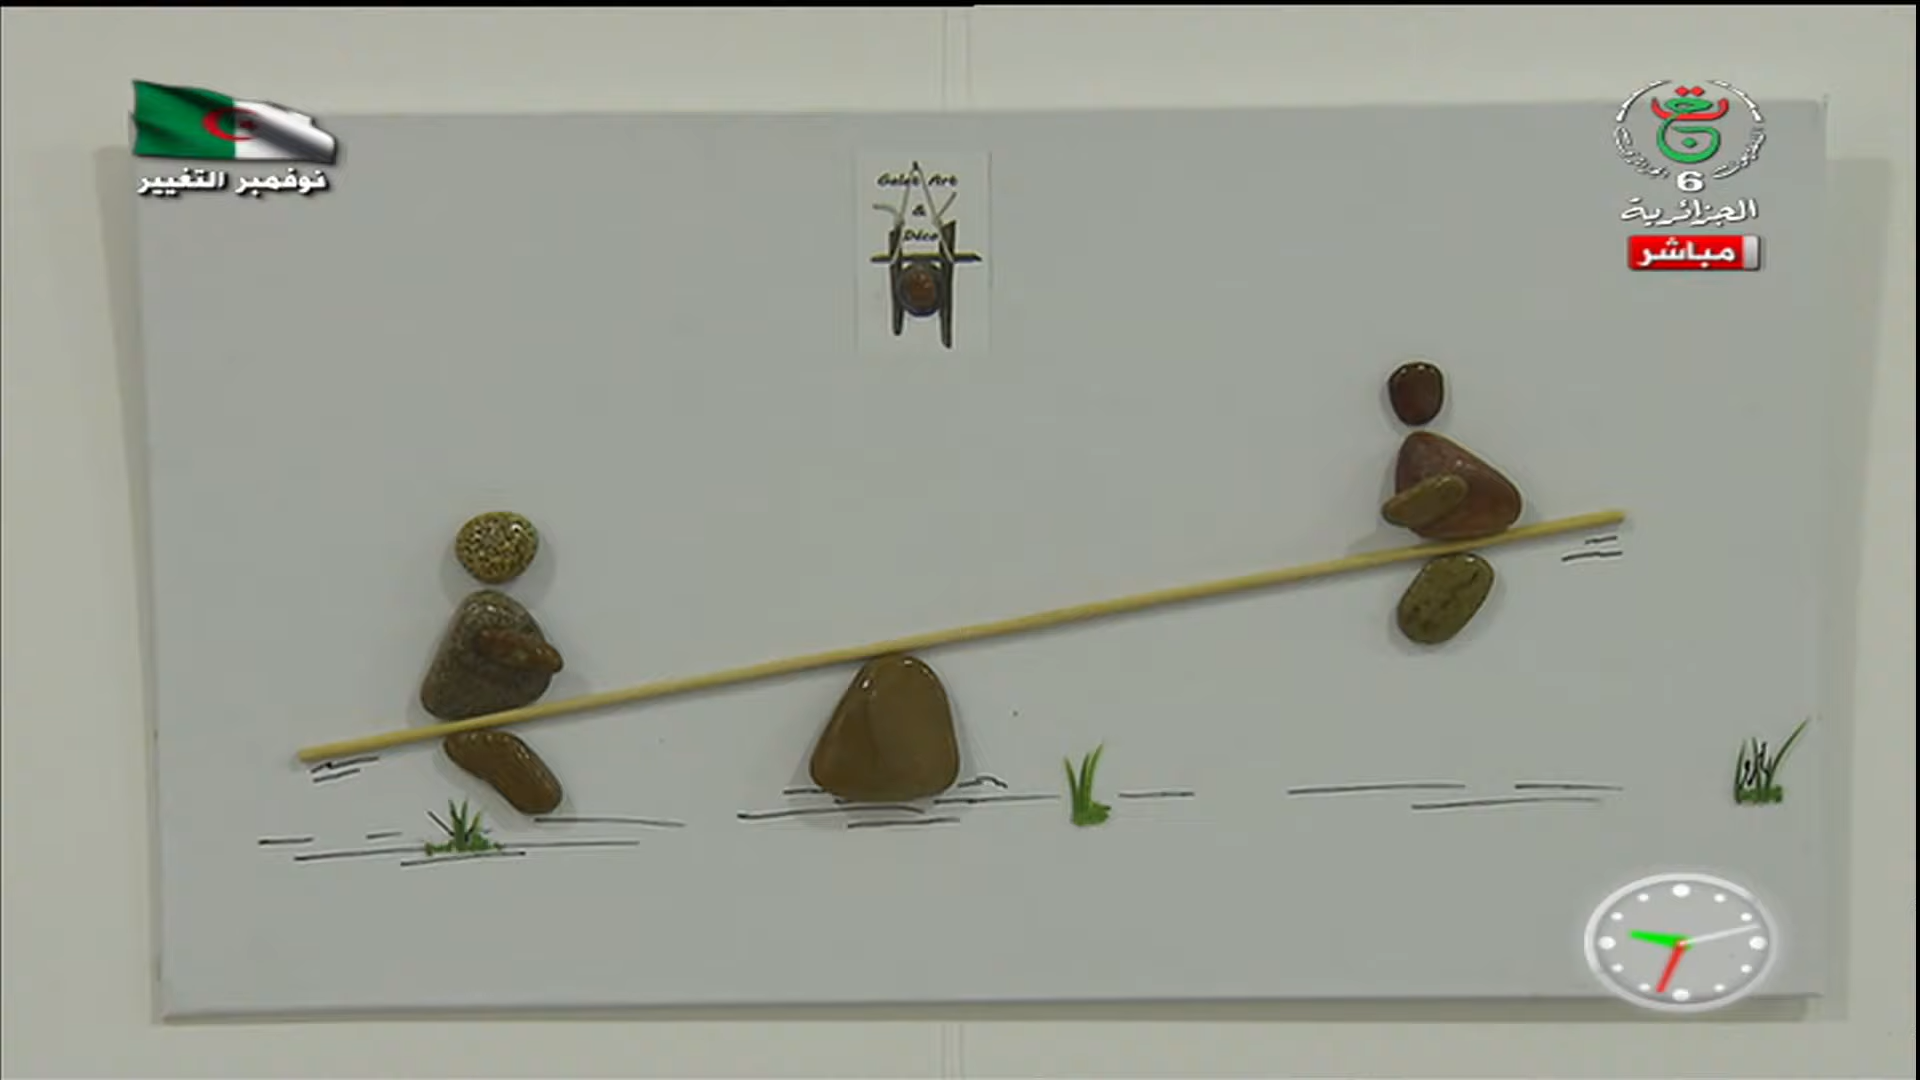 نوفمبر التغيير
Galet Art
&
Déco
6
الجزائرية
مباشر